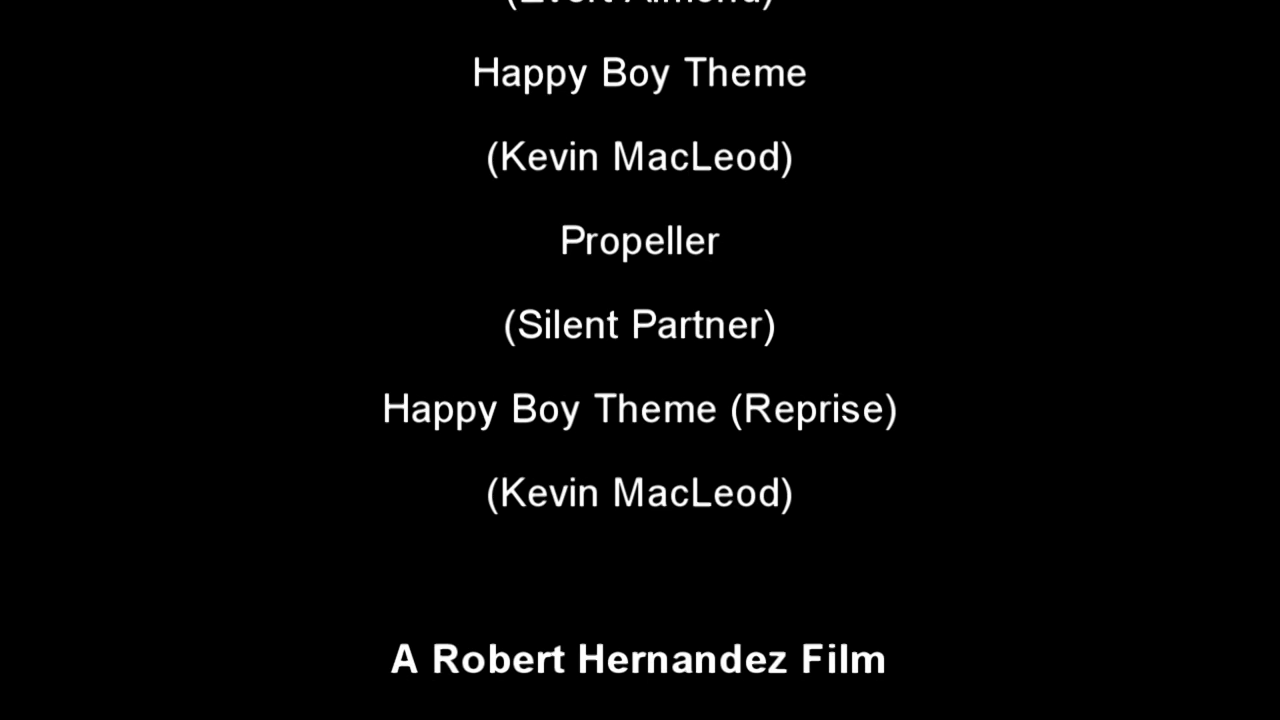 Happy Boy Theme
(Kevin MacLeod)
Propeller
(Silent Partner)
Happy Boy Theme (Reprise)
(Kevin MacLeod)
A Robert Hernandez Film